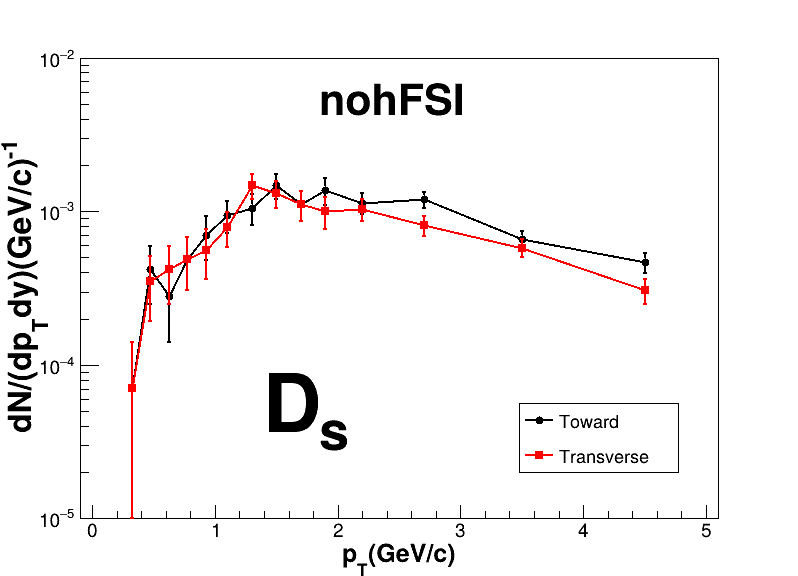 nohFSI
dN/(dp_T dy)(GeV/c)^-1
10^-2
10^-3
10^-4
10^-5
D_s
Toward
Transverse
0 1 2 3 4 5
p_T(GeV/c)